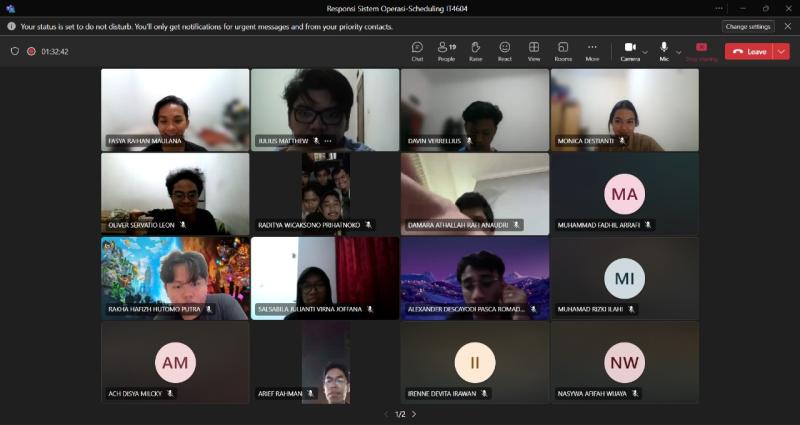 Responsi Sistem Operasi-Scheduling IT4604
Your status is set to do not disturb. You'll only get notifications for urgent messages and from your priority contacts.
Change settings
01:32:42
19
Chat People Raise React View Rooms More Camera Mic Stop sharing Leave
FASYA RAIHAN MAULANA
JULIUS MATTHEW
DAVIN VERRELLIUS
MONICA DESTIANTI
OLIVER SERVATIO LEON
RADITYA WICAKSONO PRIHATNOKO
DAMARA ATHALLAH RAFI ANAUDRI
MA
MUHAMMAD FADHIL ARRAFI
RAKHA HAFIZH HUTOMO PUTRA
SALSABILA JULIANTI VIRNA JOFFANA
ALEXANDER DESCAYODI PASCA ROMAD...
MI
MUHAMAD RIZKI ILAHI
AM
ACH DISYA MILCKY
ARIEF RAHMAN
II
IRENNE DEVITA IRAWAN
NW
NASYWA AFIFAH WIJAYA
1/2